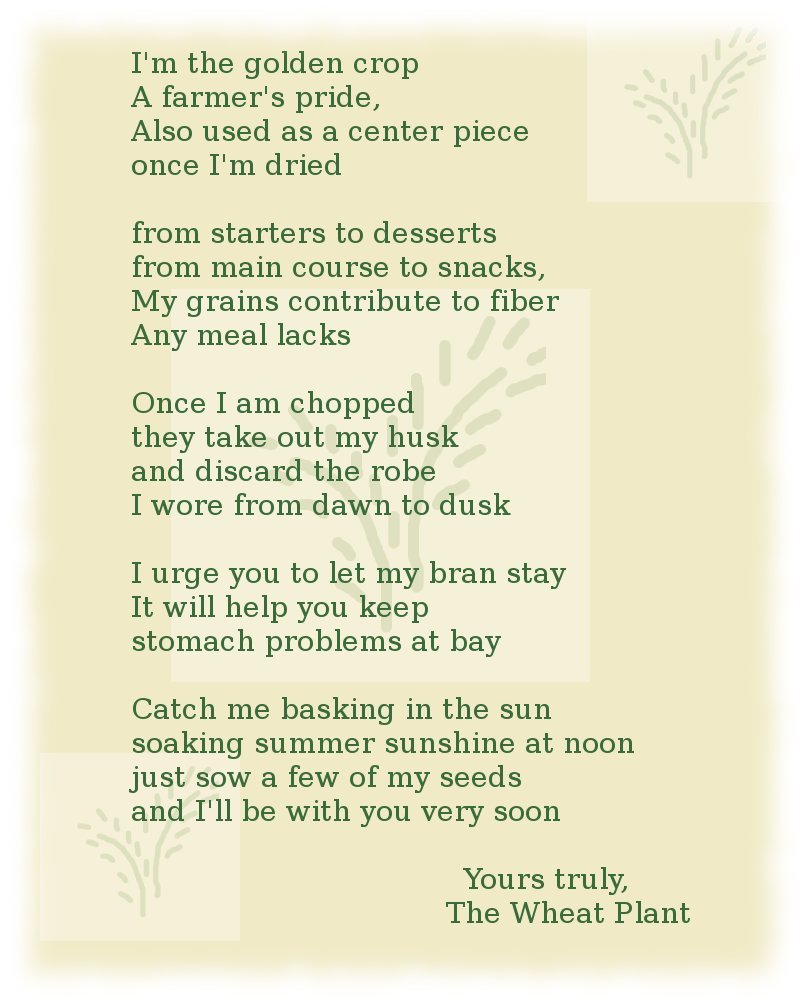 I'm the golden crop
A farmer's pride,
Also used as a center piece
once I'm dried

from starters to desserts
from main course to snacks,
My grains contribute to fiber
Any meal lacks

Once I am chopped
they take out my husk
and discard the robe
I wore from dawn to dusk

I urge you to let my bran stay
It will help you keep
stomach problems at bay

Catch me basking in the sun
soaking summer sunshine at noon
just sow a few of my seeds
and I'll be with you very soon

Yours truly,
The Wheat Plant